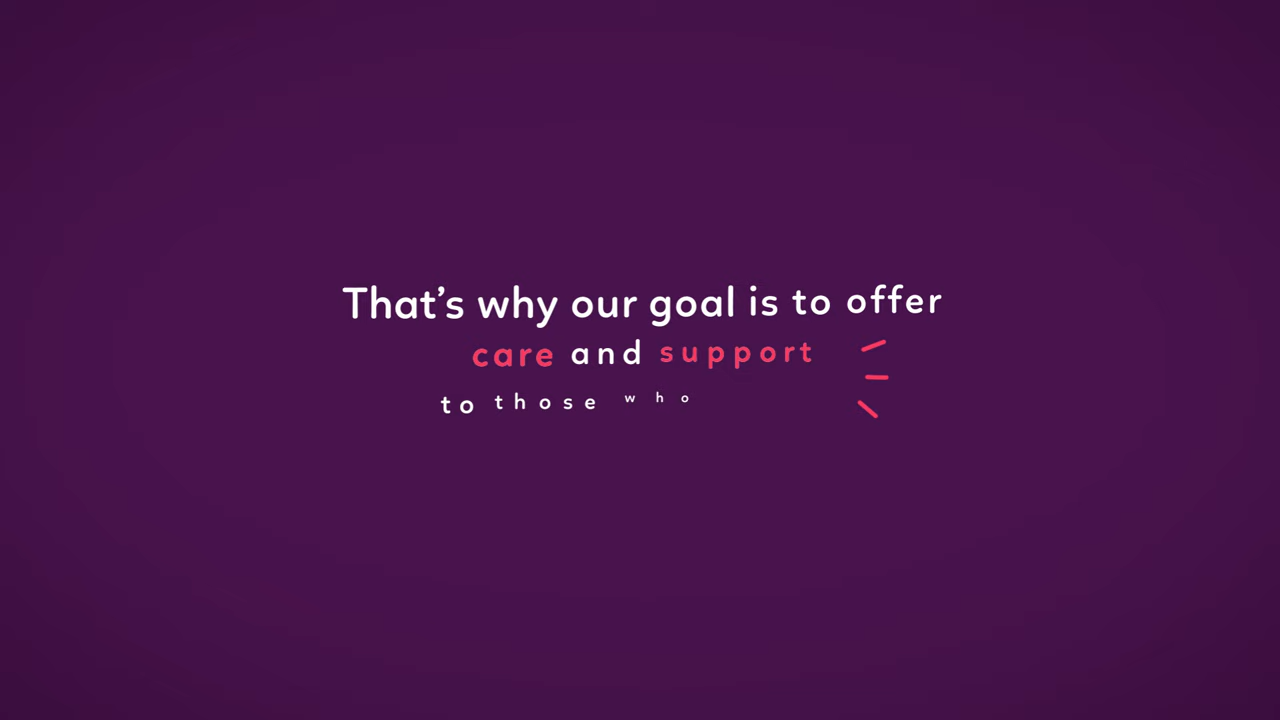 That’s why our goal is to offer
care and support
to those who